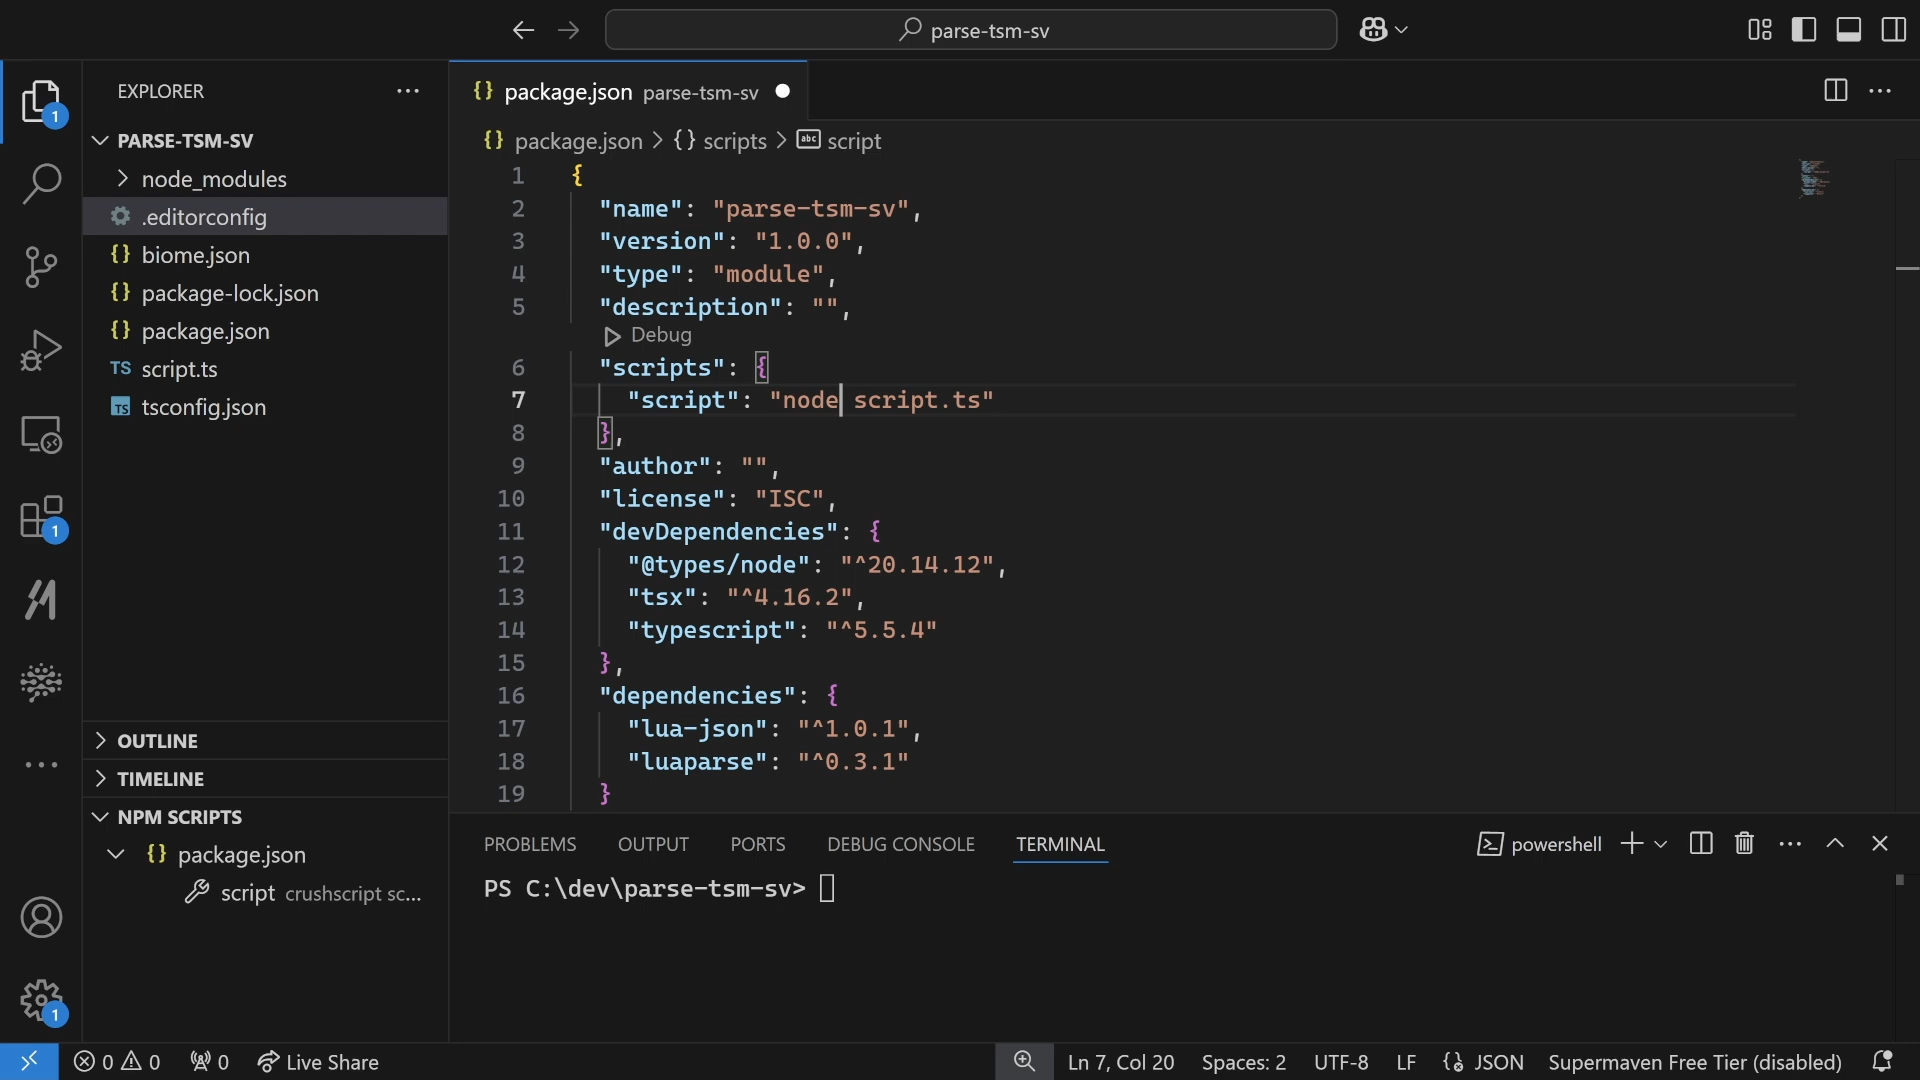 parse-tsm-sv
EXPLORER
1
PARSE-TSM-SV
node_modules
.editorconfig
biome.json
package-lock.json
package.json
TS script.ts
TS tsconfig.json
1
OUTLINE
TIMELINE
NPM SCRIPTS
package.json
script crushscript sc...
1
package.json parse-tsm-sv
package.json > {} scripts > abc script
1 {
2 "name": "parse-tsm-sv",
3 "version": "1.0.0",
4 "type": "module",
5 "description": "",
Debug
6 "scripts": {
7 "script": "node script.ts"
8 },
9 "author": "",
10 "license": "ISC",
11 "devDependencies": {
12 "@types/node": "^20.14.12",
13 "tsx": "^4.16.2",
14 "typescript": "^5.5.4"
15 },
16 "dependencies": {
17 "lua-json": "^1.0.1",
18 "luaparse": "^0.3.1"
19 }
PROBLEMS OUTPUT PORTS DEBUG CONSOLE TERMINAL powershell
PS C:\dev\parse-tsm-sv>
0 0 0 Live Share Ln 7, Col 20 Spaces: 2 UTF-8 LF JSON Supermaven Free Tier (disabled)